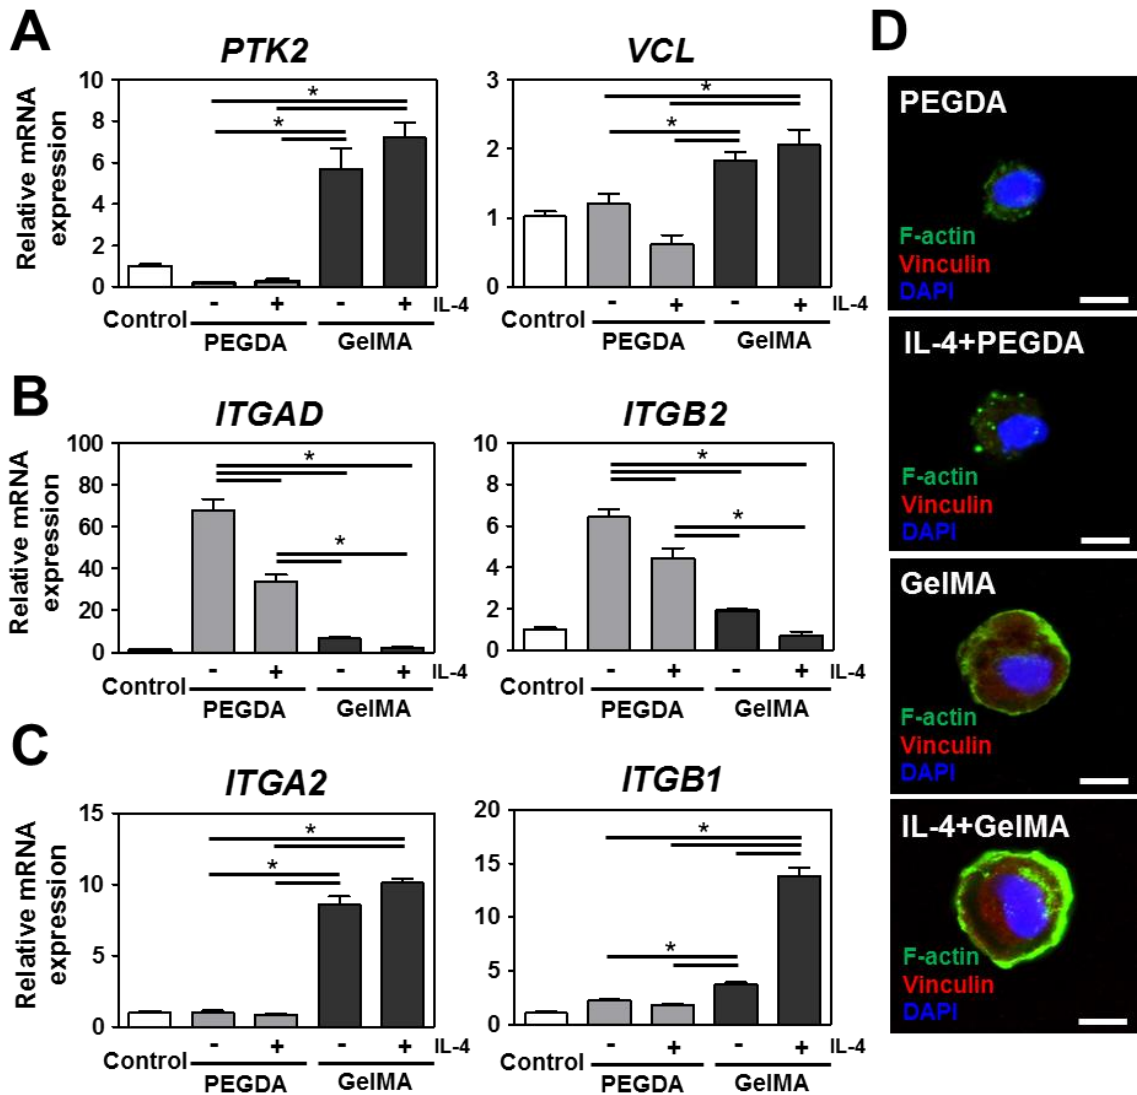 A
PTK2
VCL
Relative mRNA
expression
10
8
6
4
2
0
3
2
1
0
*
*
*
*
- + - + IL-4
Control
PEGDA GelMA
- + - + IL-4
Control
PEGDA GelMA
B
ITGAD
ITGB2
Relative mRNA
expression
100
80
60
40
20
0
10
8
6
4
2
0
*
*
*
*
- + - + IL-4
Control
PEGDA GelMA
- + - + IL-4
Control
PEGDA GelMA
C
ITGA2
ITGB1
Relative mRNA
expression
15
10
5
0
20
15
10
5
0
*
*
*
*
- + - + IL-4
Control
PEGDA GelMA
- + - + IL-4
Control
PEGDA GelMA
D
PEGDA
F-actin
Vinculin
DAPI
IL-4+PEGDA
F-actin
Vinculin
DAPI
GelMA
F-actin
Vinculin
DAPI
IL-4+GelMA
F-actin
Vinculin
DAPI